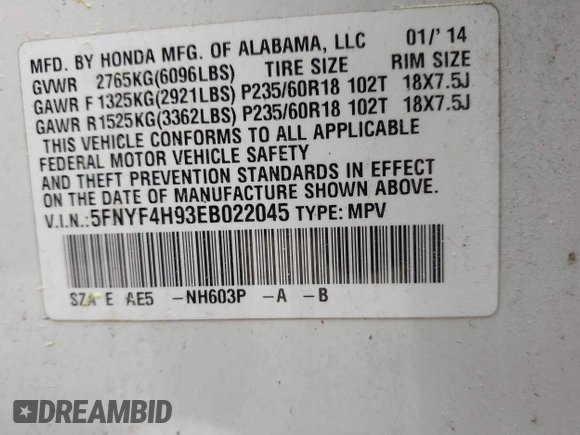 MFD. BY HONDA MFG. OF ALABAMA, LLC 01/'14
GVWR 2765KG(6096LBS) TIRE SIZE RIM SIZE
GAWR F 1325KG(2921LBS) P235/60R18 102T 18X7.5J
GAWR R1525KG(3362LBS) P235/60R18 102T 18X7.5J
THIS VEHICLE CONFORMS TO ALL APPLICABLE
FEDERAL MOTOR VEHICLE SAFETY
AND THEFT PREVENTION STANDARDS IN EFFECT
ON THE DATE OF MANUFACTURE SHOWN ABOVE.
V.I.N.:5FNYF4H93EB022045 TYPE: MPV
SZA E AE5 -NH603P -A -B
DREAMBID